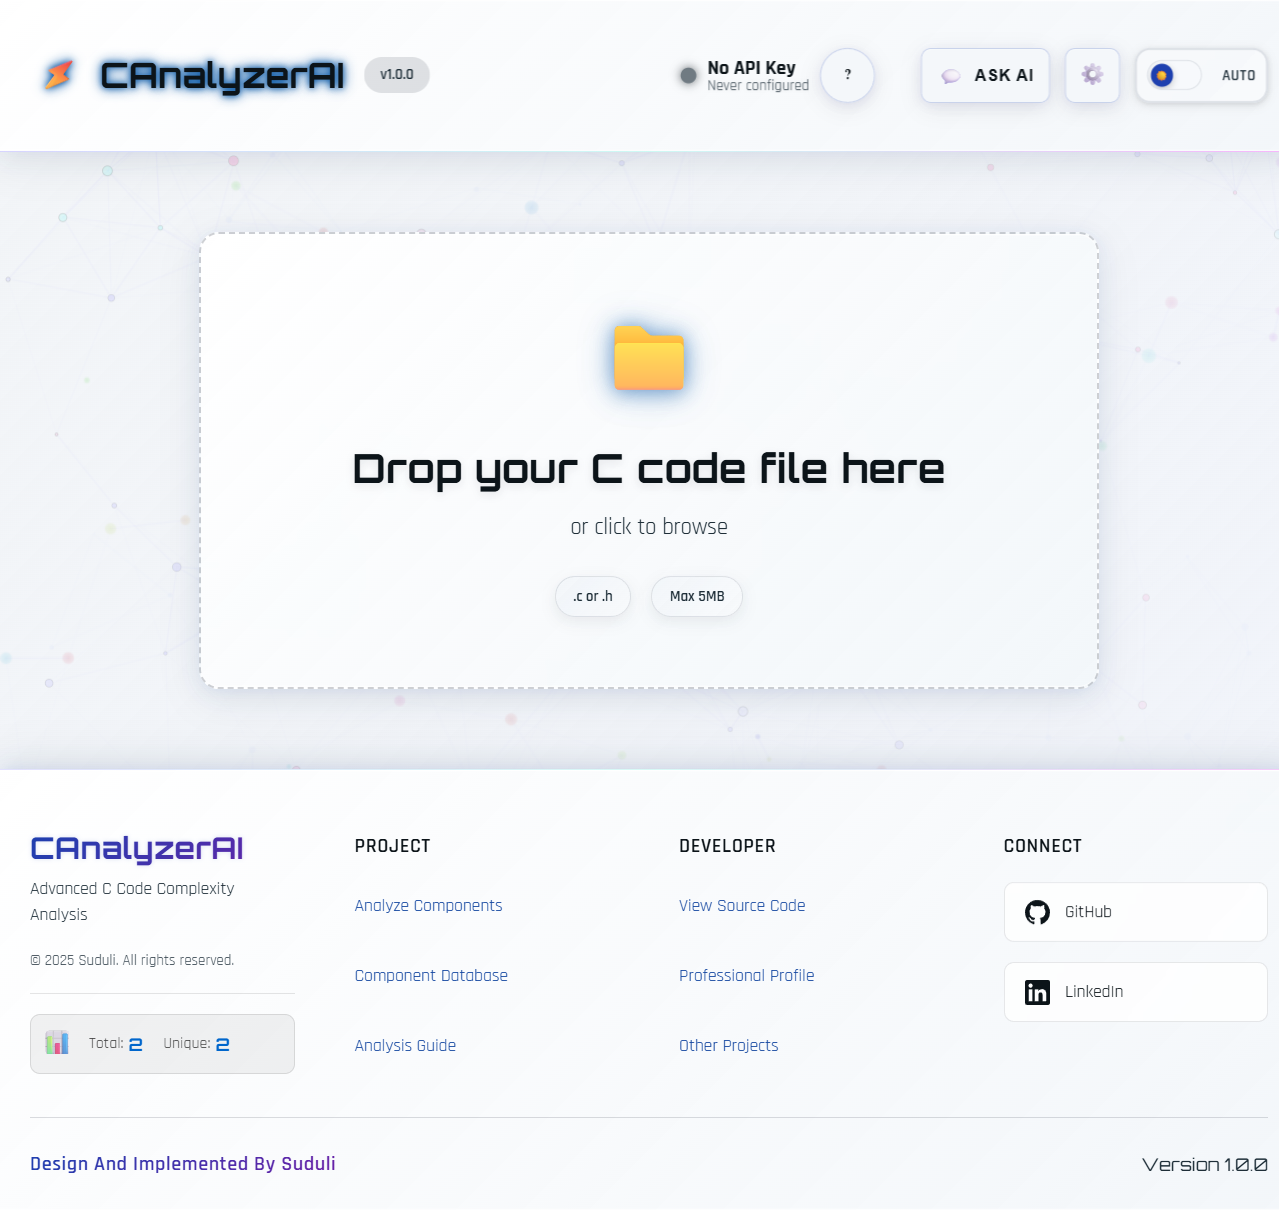 CAnalyzerAI
v1.0.0
No API Key
Never configured
?
ASK AI
AUTO
Drop your C code file here
or click to browse
.c or .h
Max 5MB
CAnalyzerAI
Advanced C Code Complexity
Analysis
© 2025 Suduli. All rights reserved.
Total: 2
Unique: 2
PROJECT
Analyze Components
Component Database
Analysis Guide
DEVELOPER
View Source Code
Professional Profile
Other Projects
CONNECT
GitHub
LinkedIn
Design And Implemented By Suduli
Version 1.0.0